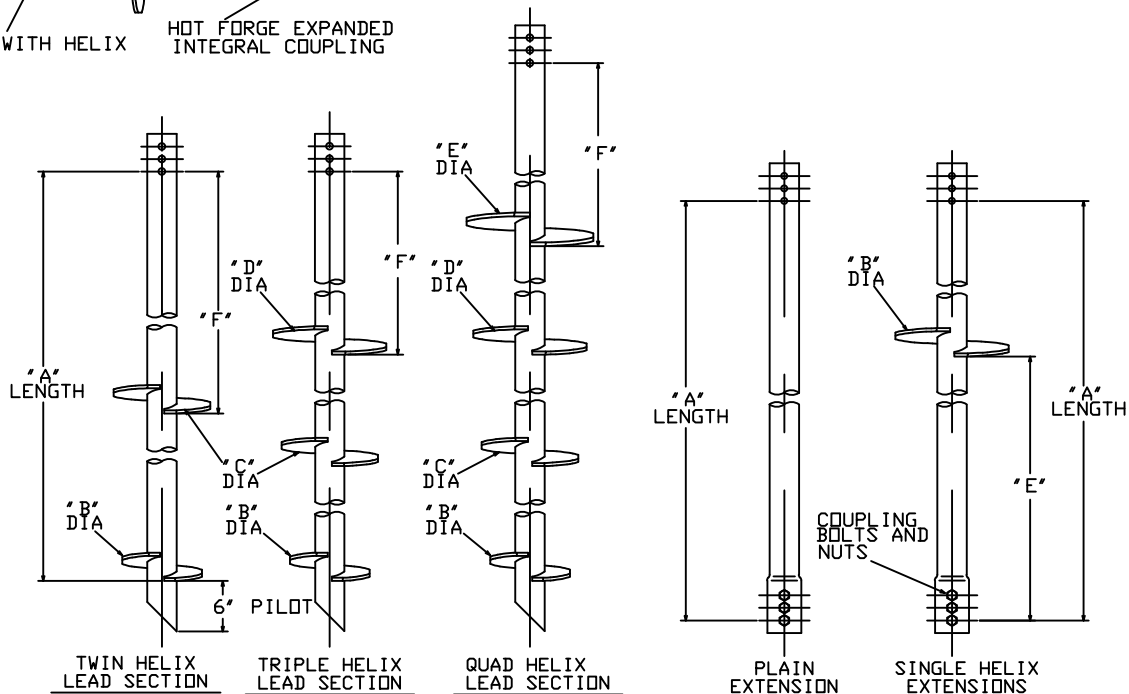 WITH HELIX
HOT FORGE EXPANDED
INTEGRAL COUPLING
"A"
LENGTH
"F"
"C"
DIA
"B"
DIA
6" PILOT
TWIN HELIX
LEAD SECTION
"D"
DIA
"F"
"B"
DIA
TRIPLE HELIX
LEAD SECTION
"E"
DIA
"F"
"D"
DIA
"C"
DIA
"B"
DIA
QUAD HELIX
LEAD SECTION
"A"
LENGTH
PLAIN
EXTENSION
"B"
DIA
"A"
LENGTH
"E"
COUPLING
BOLTS AND
NUTS
SINGLE HELIX
EXTENSIONS